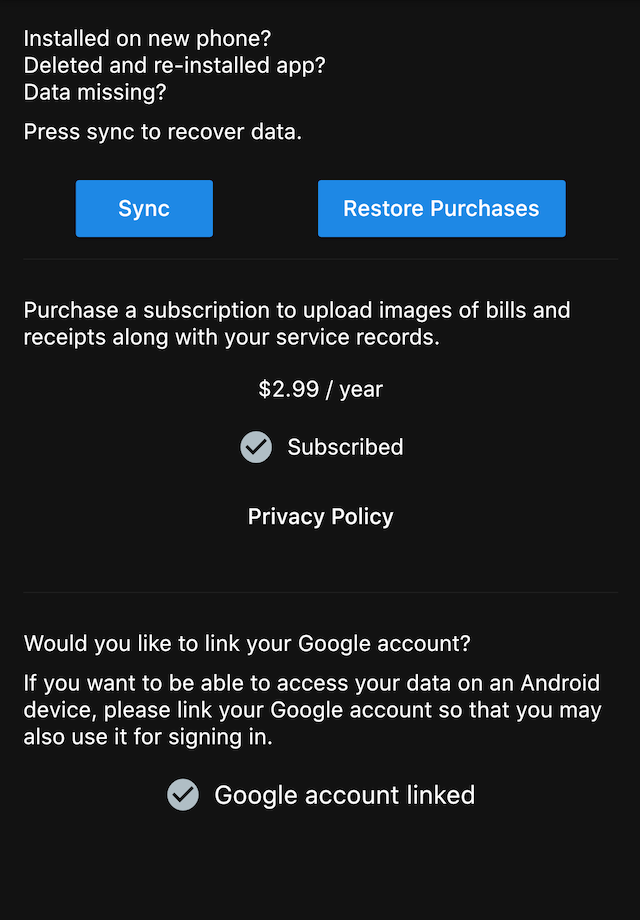 Installed on new phone?
Deleted and re-installed app?
Data missing?
Press sync to recover data.
Sync
Restore Purchases
Purchase a subscription to upload images of bills and
receipts along with your service records.
$2.99 / year
Subscribed
Privacy Policy
Would you like to link your Google account?
If you want to be able to access your data on an Android
device, please link your Google account so that you may
also use it for signing in.
Google account linked